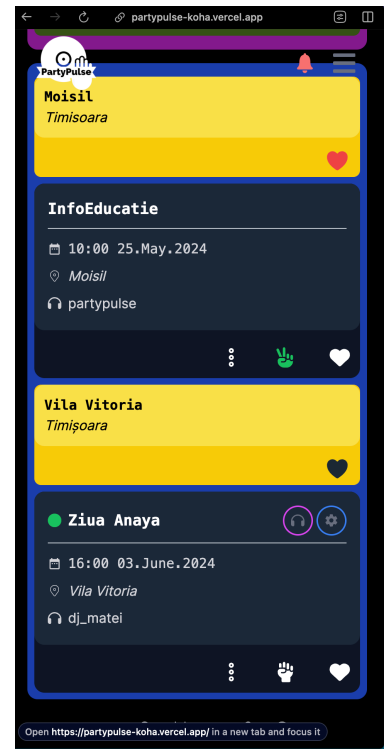 partypulse-koha.vercel.app
PartyPulse
Moisil
Timisoara
InfoEducatie
10:00 25.May.2024
Moisil
partypulse
Vila Vitoria
Timișoara
Ziua Anaya
16:00 03.June.2024
Vila Vitoria
dj_matei
Open https://partypulse-koha.vercel.app/ in a new tab and focus it